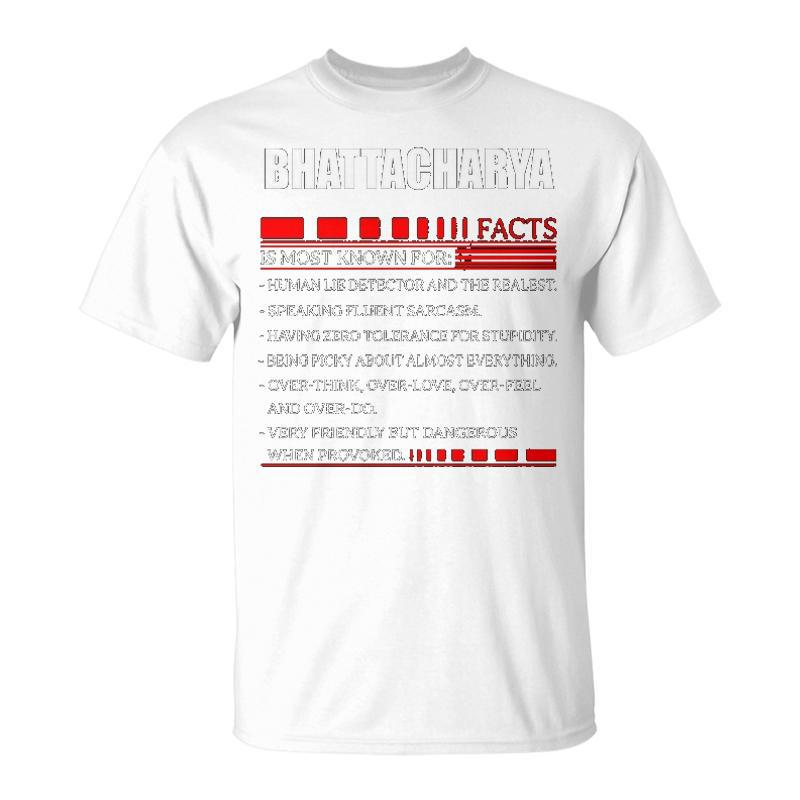 BHATTACHARYA
FACTS
IS MOST KNOWN FOR:
- HUMAN LIE DETECTOR AND THE REALEST.
- SPEAKING FLUENT SARCASM.
- HAVING ZERO TOLERANCE FOR STUPIDITY.
- BEING PICKY ABOUT ALMOST EVERYTHING.
- OVER-THINK, OVER-LOVE, OVER-FEEL
AND OVER-DO.
- VERY FRIENDLY BUT DANGEROUS
WHEN PROVOKED.